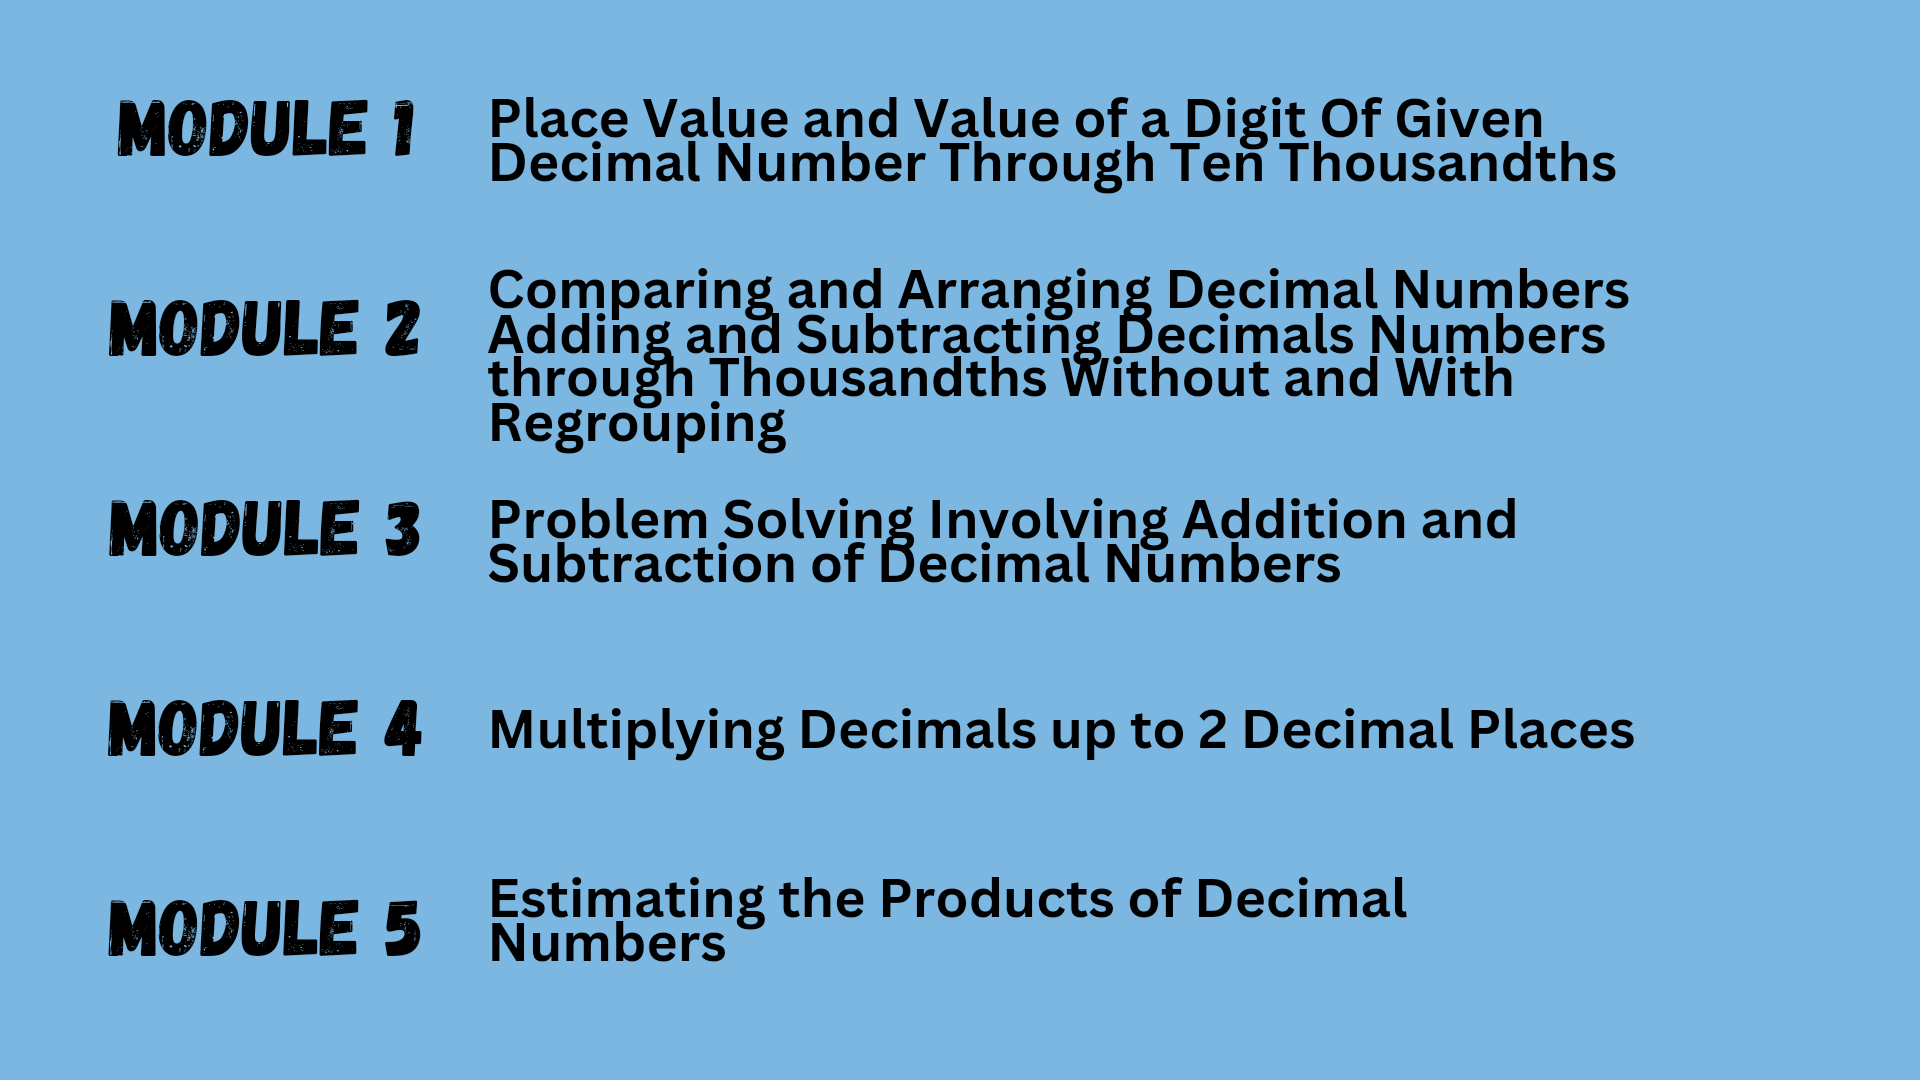 MODULE 1
Place Value and Value of a Digit Of Given
Decimal Number Through Ten Thousandths
MODULE 2
Comparing and Arranging Decimal Numbers
Adding and Subtracting Decimals Numbers
through Thousandths Without and With
Regrouping
MODULE 3
Problem Solving Involving Addition and
Subtraction of Decimal Numbers
MODULE 4
Multiplying Decimals up to 2 Decimal Places
MODULE 5
Estimating the Products of Decimal
Numbers